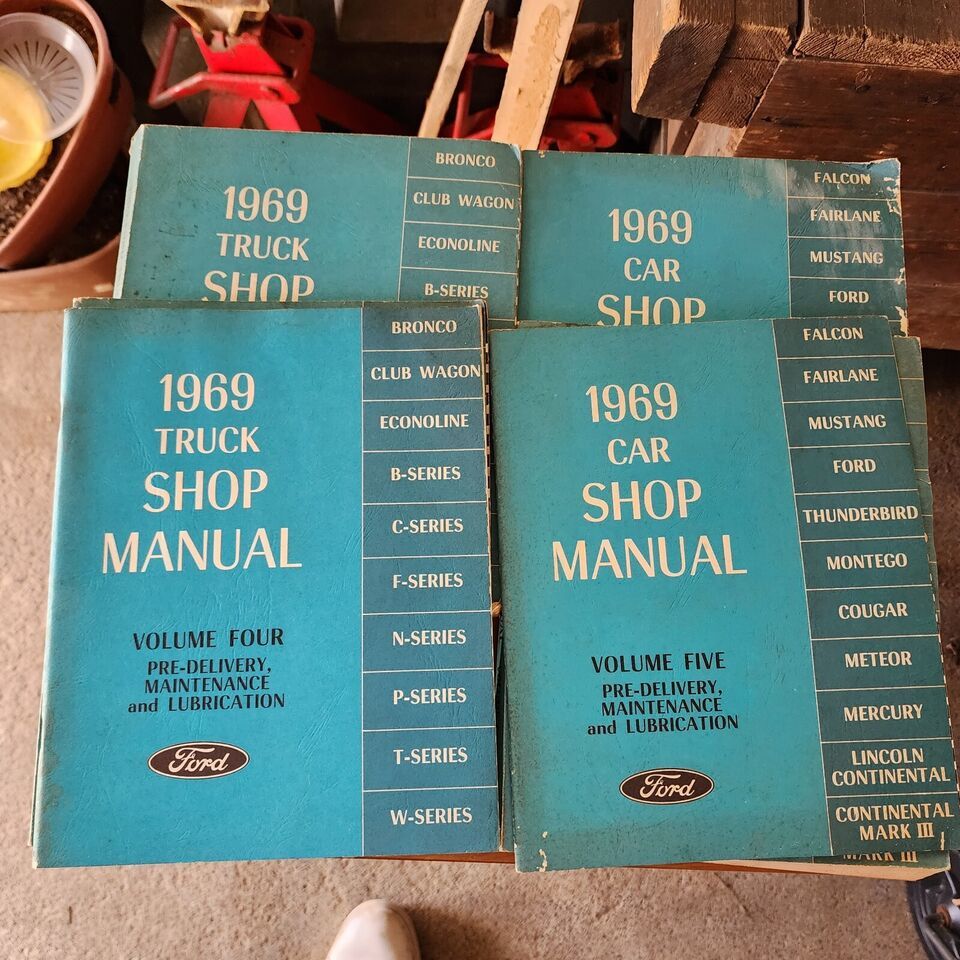 1969
TRUCK
SHOP
BRONCO
CLUB WAGON
ECONOLINE
B-SERIES
1969
CAR
SHOP
FALCON
FAIRLANE
MUSTANG
FORD
1969
TRUCK
SHOP
MANUAL
VOLUME FOUR
PRE-DELIVERY,
MAINTENANCE
and LUBRICATION
Ford
BRONCO
CLUB WAGON
ECONOLINE
B-SERIES
C-SERIES
F-SERIES
N-SERIES
P-SERIES
T-SERIES
W-SERIES
1969
CAR
SHOP
MANUAL
VOLUME FIVE
PRE-DELIVERY,
MAINTENANCE
and LUBRICATION
Ford
FALCON
FAIRLANE
MUSTANG
FORD
THUNDERBIRD
MONTEGO
COUGAR
METEOR
MERCURY
LINCOLN
CONTINENTAL
CONTINENTAL
MARK III
MARK III